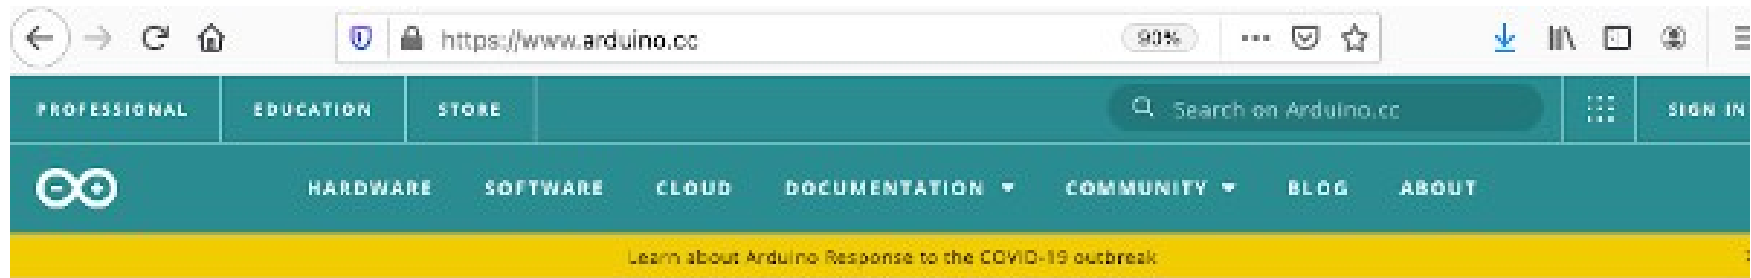 https://www.arduino.cc 90%
PROFESSIONAL EDUCATION STORE Search on Arduino.cc SIGN IN
HARDWARE SOFTWARE CLOUD DOCUMENTATION COMMUNITY BLOG ABOUT
Learn about Arduino Response to the COVID-19 outbreak